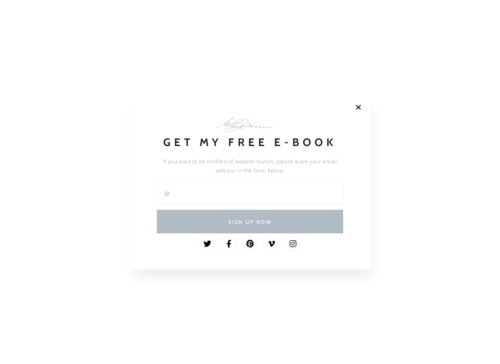 GET MY FREE E-BOOK
If you want to be notified of website launch, please leave your email
address in the form below.
@
SIGN UP NOW